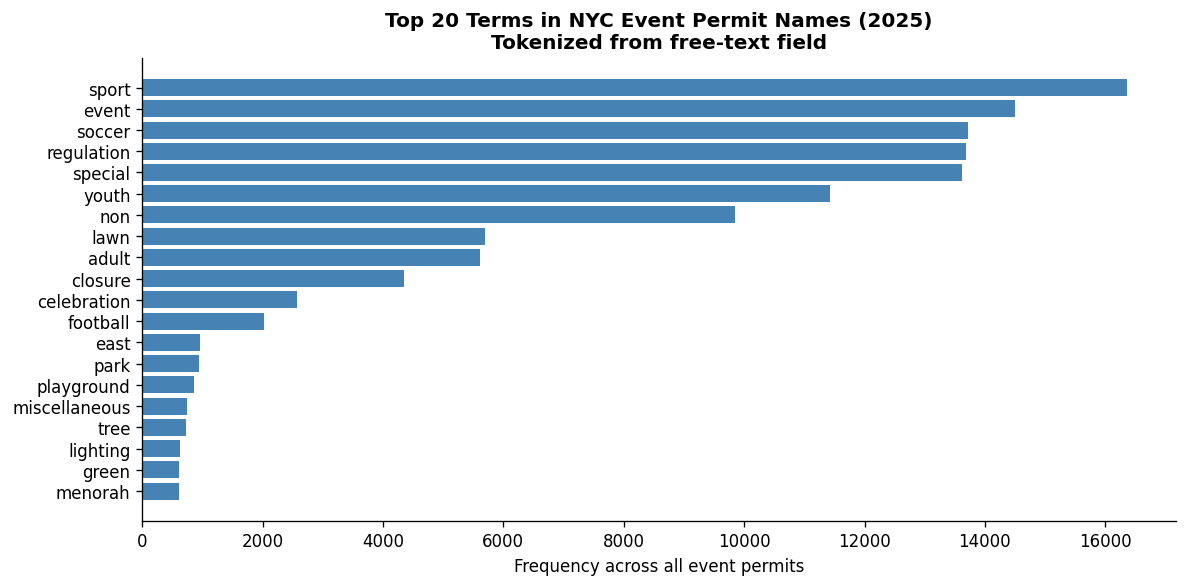 Top 20 Terms in NYC Event Permit Names (2025)
Tokenized from free-text field
sport
event
soccer
regulation
special
youth
non
lawn
adult
closure
celebration
football
east
park
playground
miscellaneous
tree
lighting
green
menorah
0 2000 4000 6000 8000 10000 12000 14000 16000
Frequency across all event permits